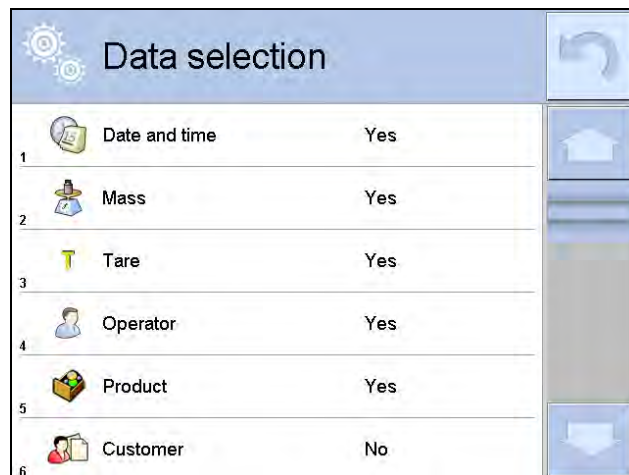 Data selection
1 Date and time Yes
2 Mass Yes
3 Tare Yes
4 Operator Yes
5 Product Yes
6 Customer No